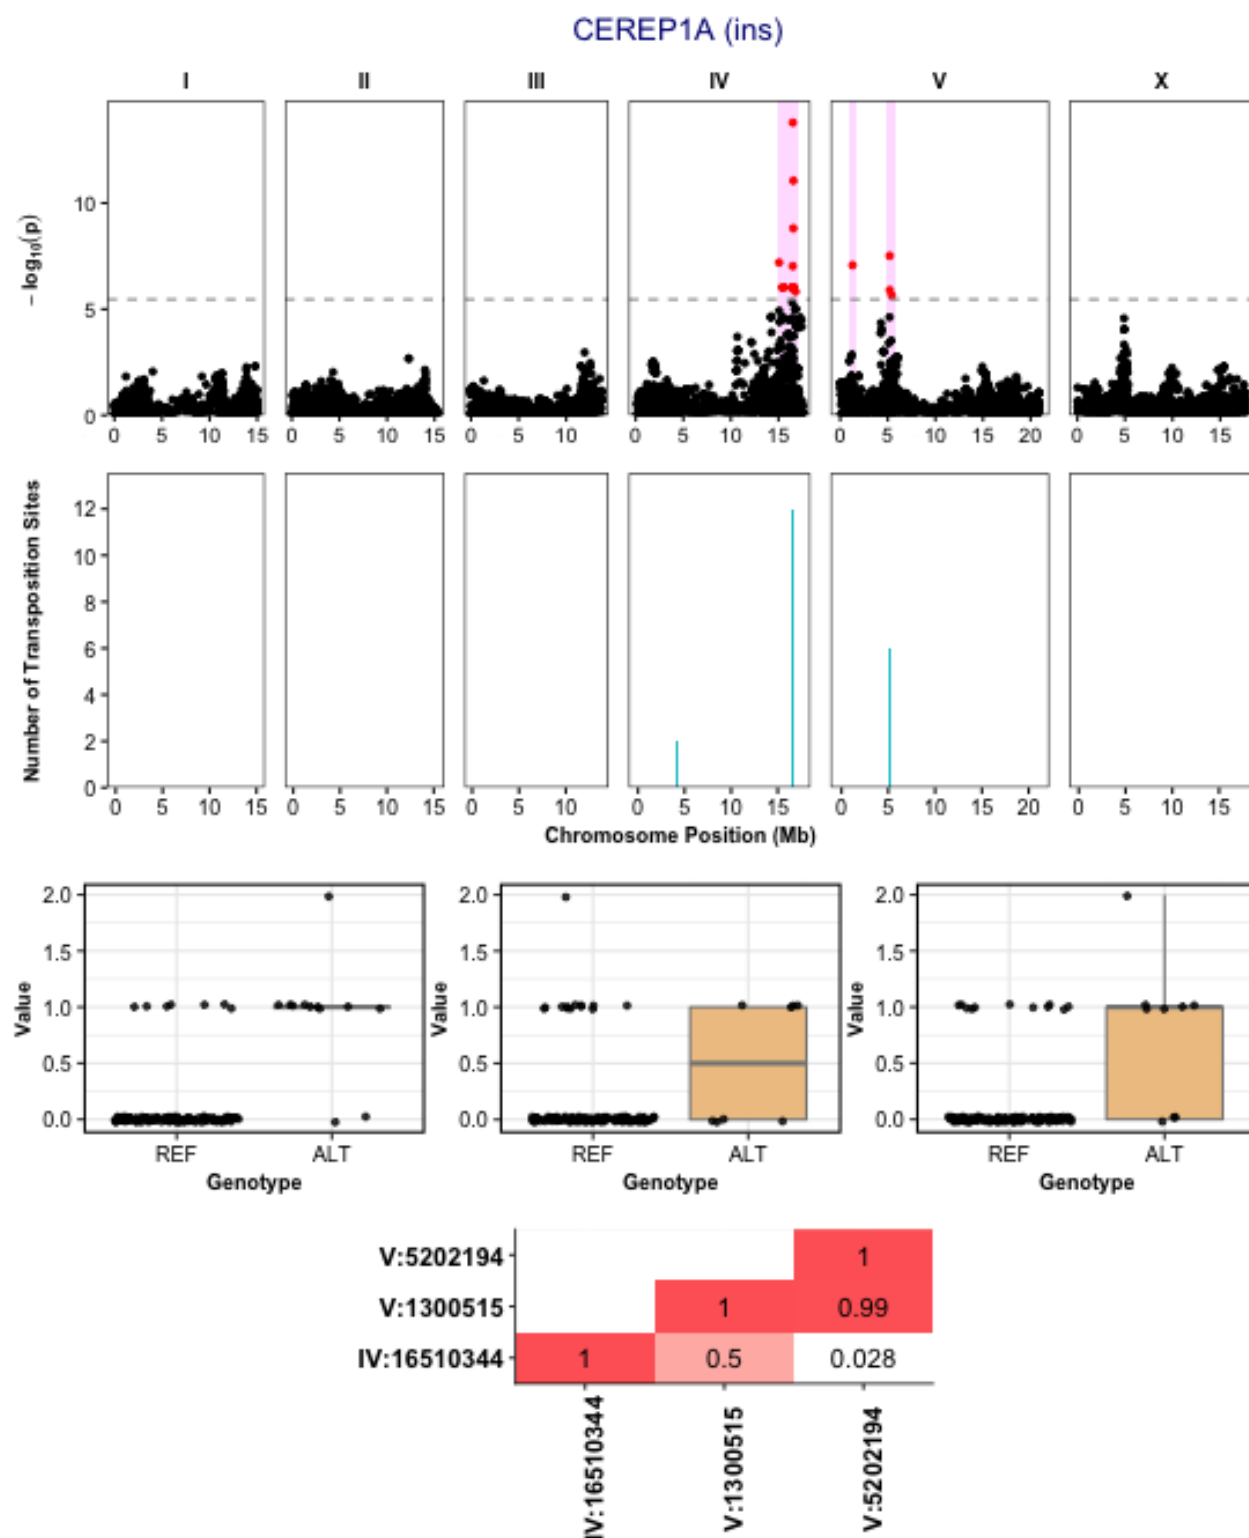 CEREP1A (ins)
I II III IV V X
−log10(p)
10
5
0
0 5 10 15 0 5 10 15 0 5 10 0 5 10 15 0 5 10 15 20 0 5 10 15
Number of Transposition Sites
12
10
8
6
4
2
0
0 5 10 15 0 5 10 15 0 5 10 0 5 10 15 0 5 10 15 20 0 5 10 15
Chromosome Position (Mb)
Value
2.0
1.5
1.0
0.5
0.0
REF ALT
Genotype
Value
2.0
1.5
1.0
0.5
0.0
REF ALT
Genotype
Value
2.0
1.5
1.0
0.5
0.0
REF ALT
Genotype
V:5202194 1
V:1300515 1 0.99
IV:16510344 1 0.5 0.028
IV:16510344
V:1300515
V:5202194